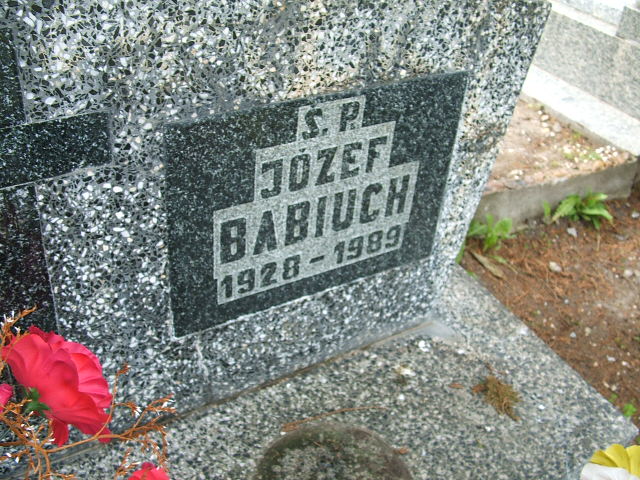 Ś. P.
JÓZEF
BABIUCH
1928 - 1989